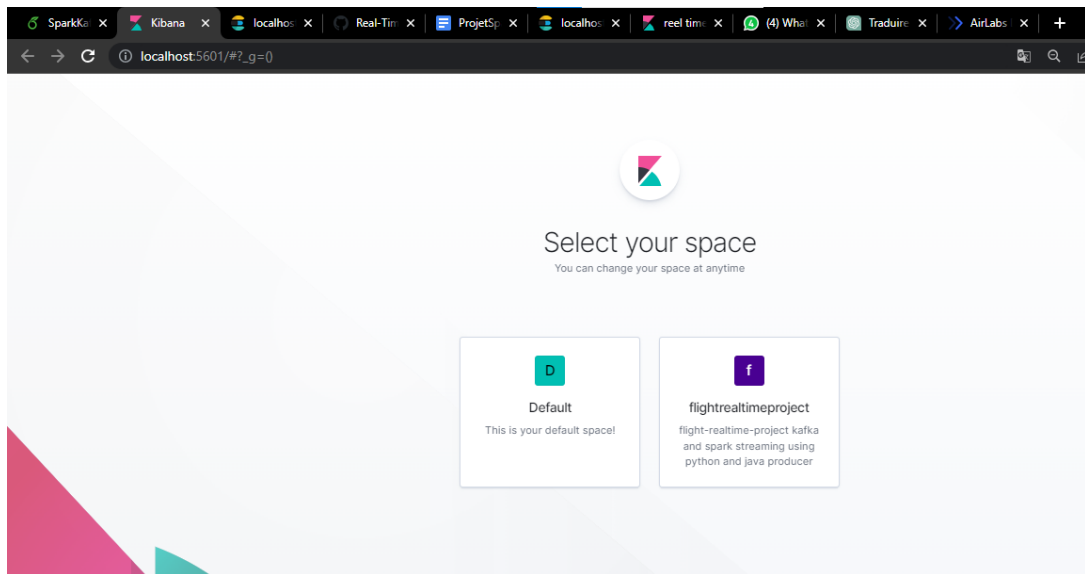 SparkKa
Kibana
localhos
Real-Tim
ProjetSp
localhos
reel time
(4) What
Traduire
AirLabs
localhost:5601/#?_g=()
Select your space
You can change your space at anytime
D
f
Default
flightrealtimeproject
This is your default space!
flight-realtime-project kafka
and spark streaming using
python and java producer